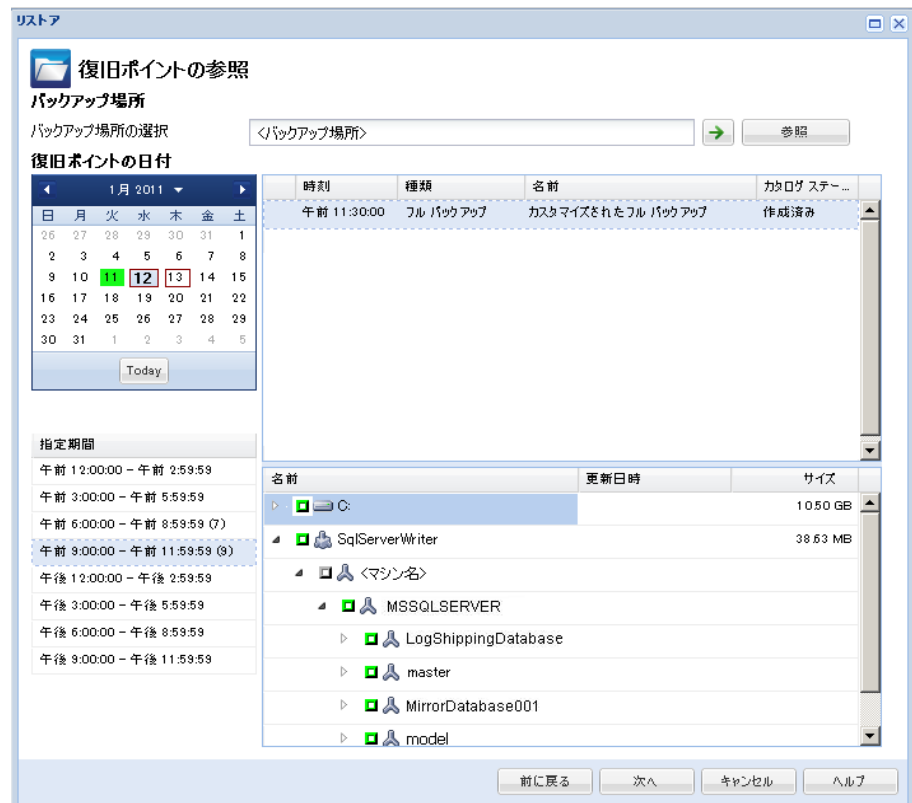 リストア
復旧ポイントの参照
バックアップ場所
バックアップ場所の選択 <バックアップ場所> 参照
復旧ポイントの日付
1月 2011
日 月 火 水 木 金 土
26 27 28 29 30 31 1
2 3 4 5 6 7 8
9 10 11 12 13 14 15
16 17 18 19 20 21 22
23 24 25 26 27 28 29
30 31 1 2 3 4 5
Today
時刻 種類 名前 カタログ ステー...
午前 11:30:00 フル バックアップ カスタマイズされたフル バックアップ 作成済み
指定期間
午前 12:00:00 - 午前 2:59:59
午前 3:00:00 - 午前 5:59:59
午前 6:00:00 - 午前 8:59:59 (7)
午前 9:00:00 - 午前 11:59:59 (9)
午後 12:00:00 - 午後 2:59:59
午後 3:00:00 - 午後 5:59:59
午後 6:00:00 - 午後 8:59:59
午後 9:00:00 - 午後 11:59:59
名前 更新日時 サイズ
C: 10.50 GB
SqlServerWriter 38.63 MB
<マシン名>
MSSQLSERVER
LogShippingDatabase
master
MirrorDatabase001
model
前に戻る 次へ キャンセル ヘルプ